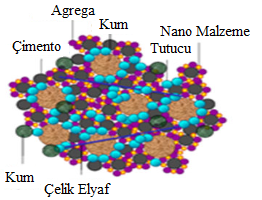 Agrega
Kum
Nano Malzeme
Çimento
Tutucu
Kum
Çelik Elyaf